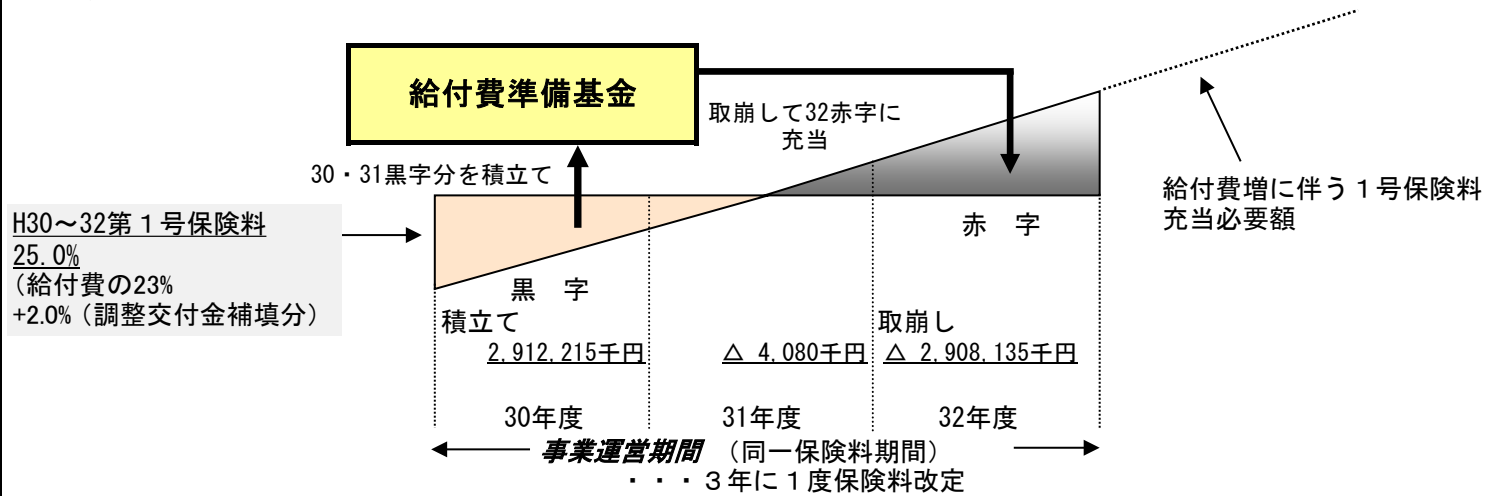 給付費準備基金
取崩して32赤字に
充当
30・31黒字分を積立て
給付費増に伴う１号保険料
充当必要額
H30～32第１号保険料
25.0%
（給付費の23%
+2.0%（調整交付金補填分）
赤　字
黒　字
積立て
取崩し
2,912,215千円
△ 4,080千円
△ 2,908,135千円
30年度
31年度
32年度
事業運営期間　（同一保険料期間）
・・・３年に１度保険料改定